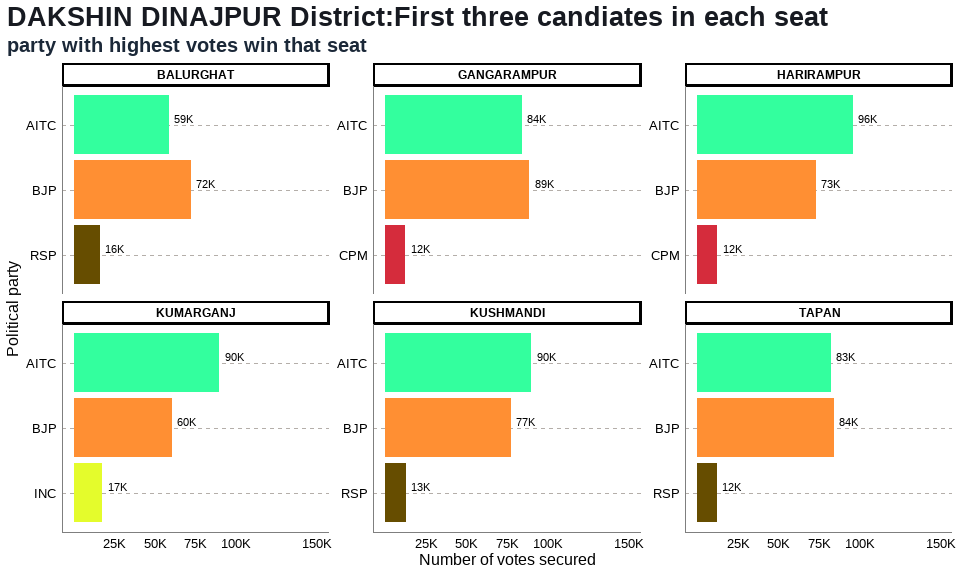 DAKSHIN DINAJPUR District:First three candiates in each seat
party with highest votes win that seat
BALURGHAT
GANGARAMPUR
HARIRAMPUR
AITC
59K
BJP
72K
RSP
16K
AITC
84K
BJP
89K
CPM
12K
AITC
96K
BJP
73K
CPM
12K
Political party
KUMARGANJ
KUSHMANDI
TAPAN
AITC
90K
BJP
60K
INC
17K
AITC
90K
BJP
77K
RSP
13K
AITC
83K
BJP
84K
RSP
12K
25K 50K 75K 100K 150K
25K 50K 75K 100K 150K
25K 50K 75K 100K 150K
Number of votes secured